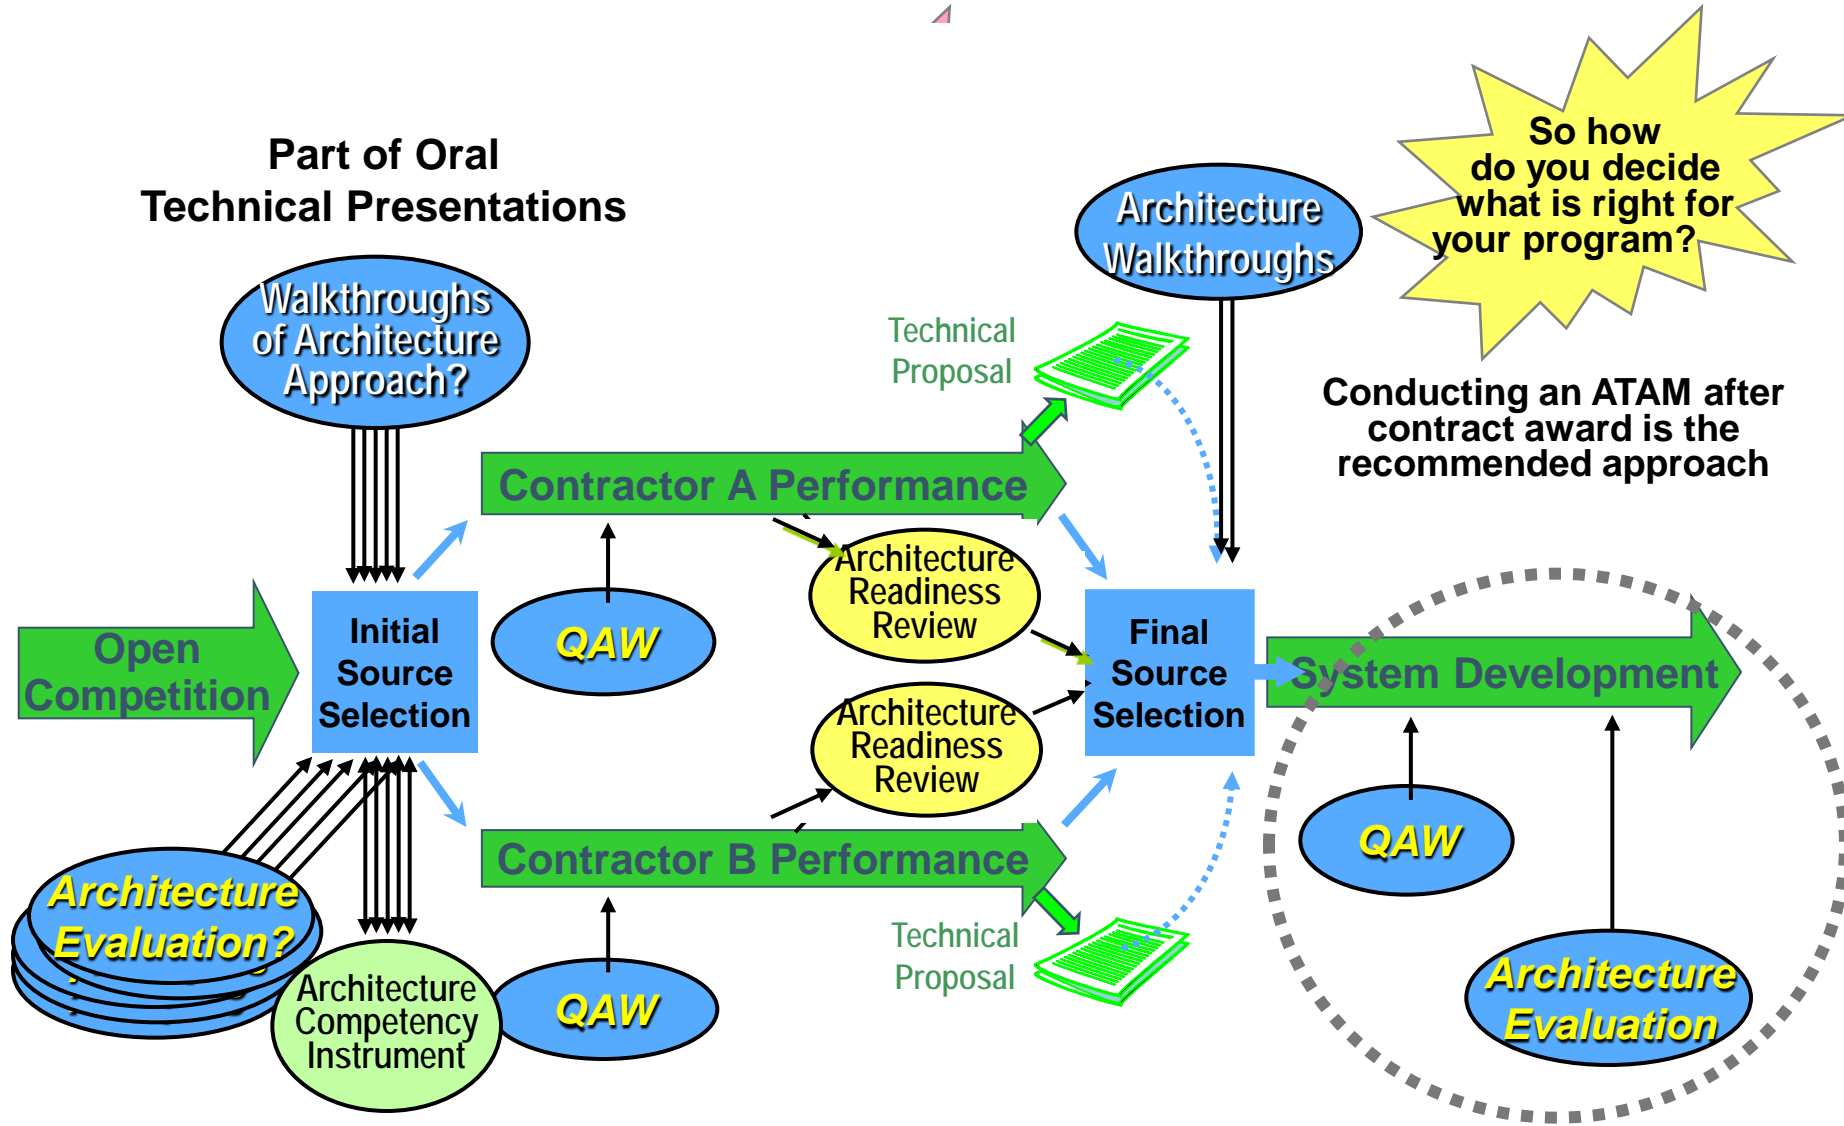 Part of Oral
Technical Presentations
So how
do you decide
what is right for
your program?
Architecture
Walkthroughs
Walkthroughs
of Architecture
Approach?
Technical
Proposal
Conducting an ATAM after
contract award is the
recommended approach
Contractor A Performance
Architecture
Readiness
Review
QAW
Open
Competition
Initial
Source
Selection
Final
Source
Selection
System Development
Architecture
Readiness
Review
QAW
Contractor B Performance
Architecture
Evaluation?
Technical
Proposal
Architecture
Competency
Instrument
QAW
Architecture
Evaluation